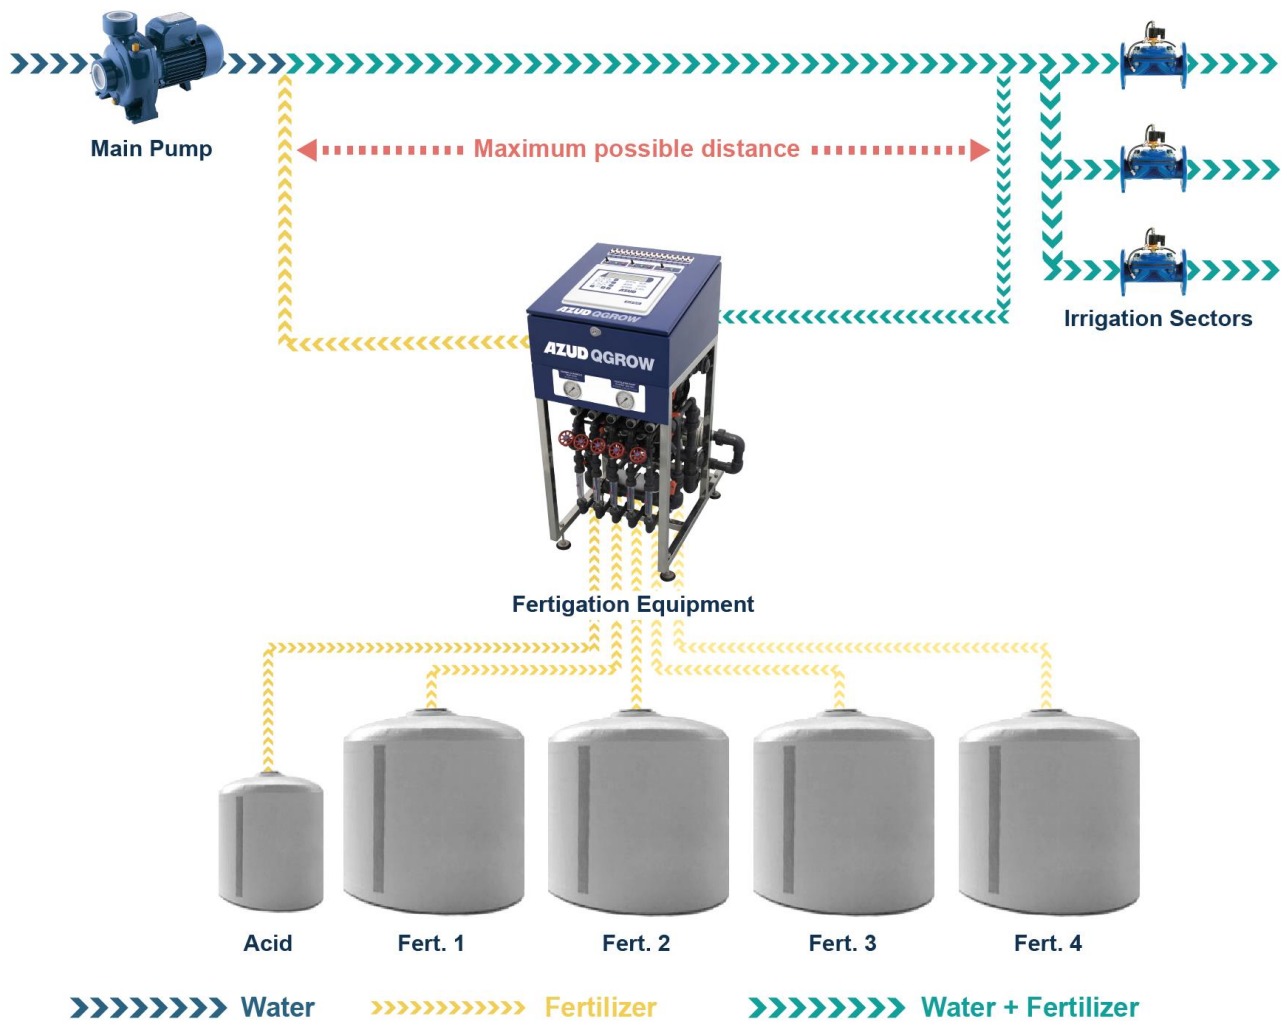 Main Pump
Maximum possible distance
Irrigation Sectors
AZUD QGROW
AZUD QGROW
Fertigation Equipment
Acid
Fert. 1
Fert. 2
Fert. 3
Fert. 4
Water
Fertilizer
Water + Fertilizer